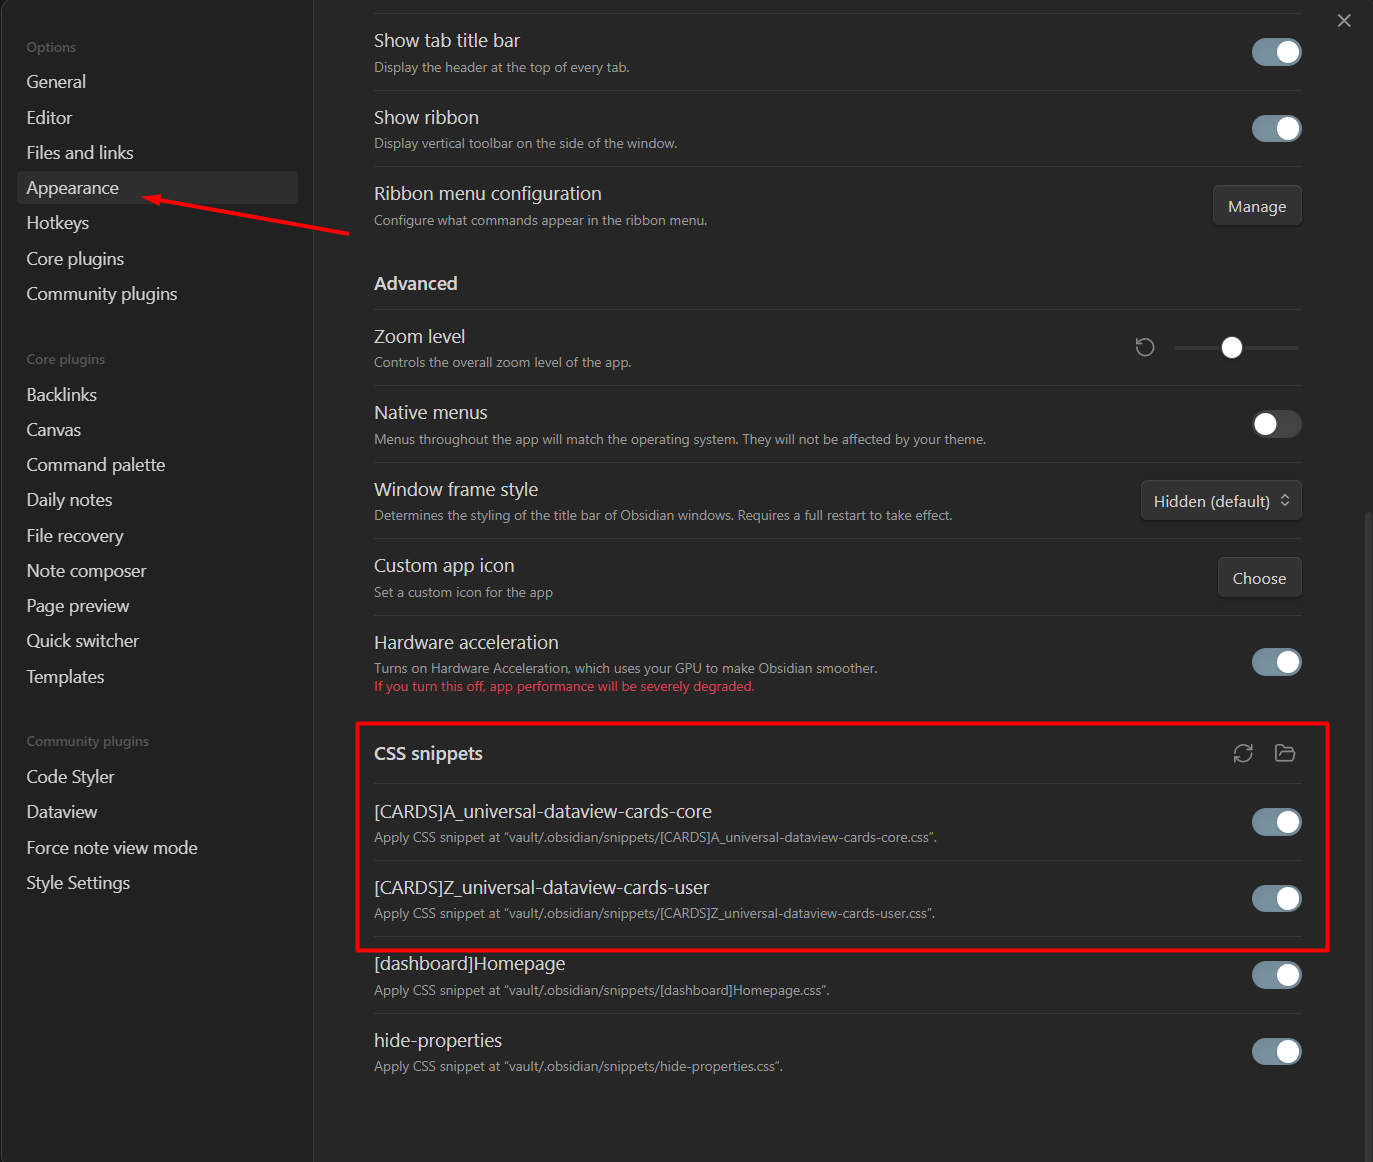 Options
General
Editor
Files and links
Appearance
Hotkeys
Core plugins
Community plugins
Core plugins
Backlinks
Canvas
Command palette
Daily notes
File recovery
Note composer
Page preview
Quick switcher
Templates
Community plugins
Code Styler
Dataview
Force note view mode
Style Settings
Show tab title bar
Display the header at the top of every tab.
Show ribbon
Display vertical toolbar on the side of the window.
Ribbon menu configuration
Configure what commands appear in the ribbon menu.
Manage
Advanced
Zoom level
Controls the overall zoom level of the app.
Native menus
Menus throughout the app will match the operating system. They will not be affected by your theme.
Window frame style
Determines the styling of the title bar of Obsidian windows. Requires a full restart to take effect.
Hidden (default)
Custom app icon
Set a custom icon for the app
Choose
Hardware acceleration
Turns on Hardware Acceleration, which uses your GPU to make Obsidian smoother.
If you turn this off, app performance will be severely degraded.
CSS snippets
[CARDS]A_universal-dataview-cards-core
Apply CSS snippet at “vault/.obsidian/snippets/[CARDS]A_universal-dataview-cards-core.css”.
[CARDS]Z_universal-dataview-cards-user
Apply CSS snippet at “vault/.obsidian/snippets/[CARDS]Z_universal-dataview-cards-user.css”.
[dashboard]Homepage
Apply CSS snippet at “vault/.obsidian/snippets/[dashboard]Homepage.css”.
hide-properties
Apply CSS snippet at “vault/.obsidian/snippets/hide-properties.css”.